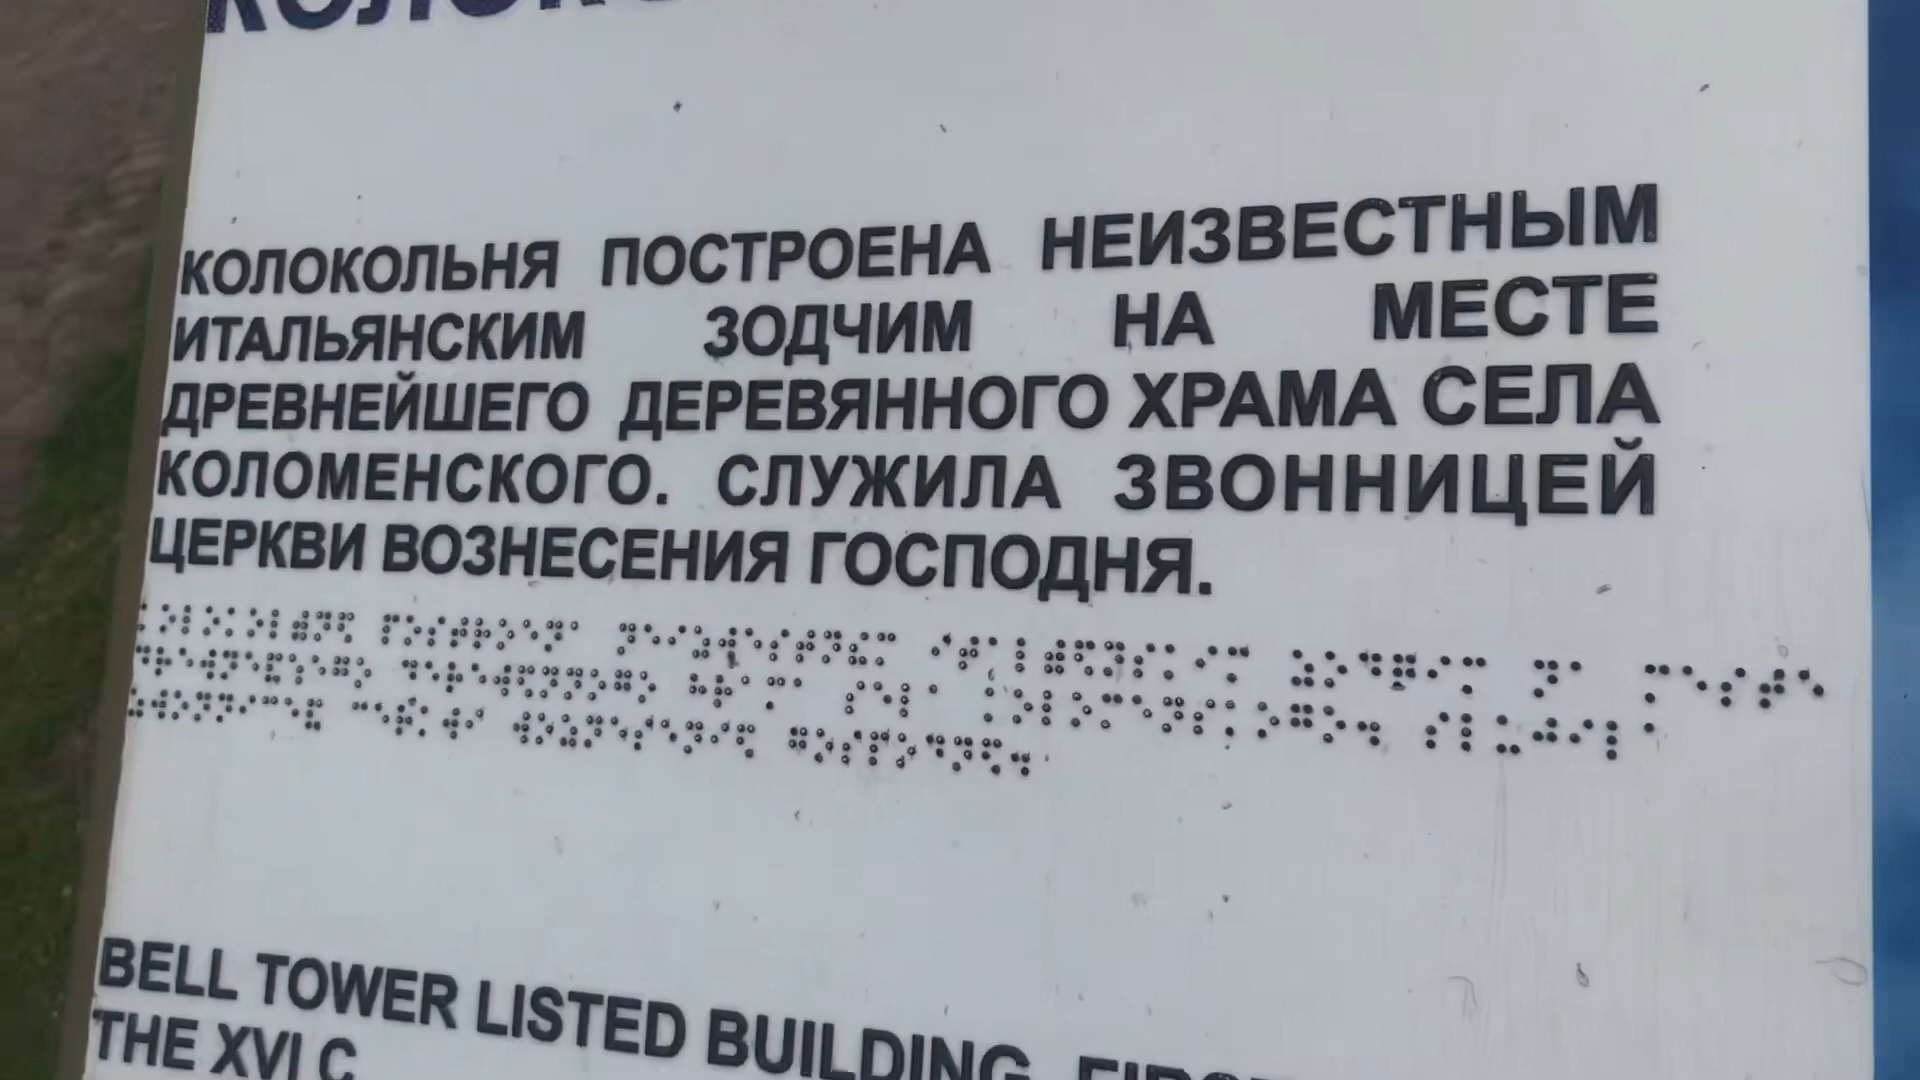 КОЛОКОЛЬНЯ ПОСТРОЕНА НЕИЗВЕСТНЫМ
ИТАЛЬЯНСКИМ ЗОДЧИМ НА МЕСТЕ
ДРЕВНЕЙШЕГО ДЕРЕВЯННОГО ХРАМА СЕЛА
КОЛОМЕНСКОГО. СЛУЖИЛА ЗВОННИЦЕЙ
ЦЕРКВИ ВОЗНЕСЕНИЯ ГОСПОДНЯ.
BELL TOWER LISTED BUILDING.
THE XVI C